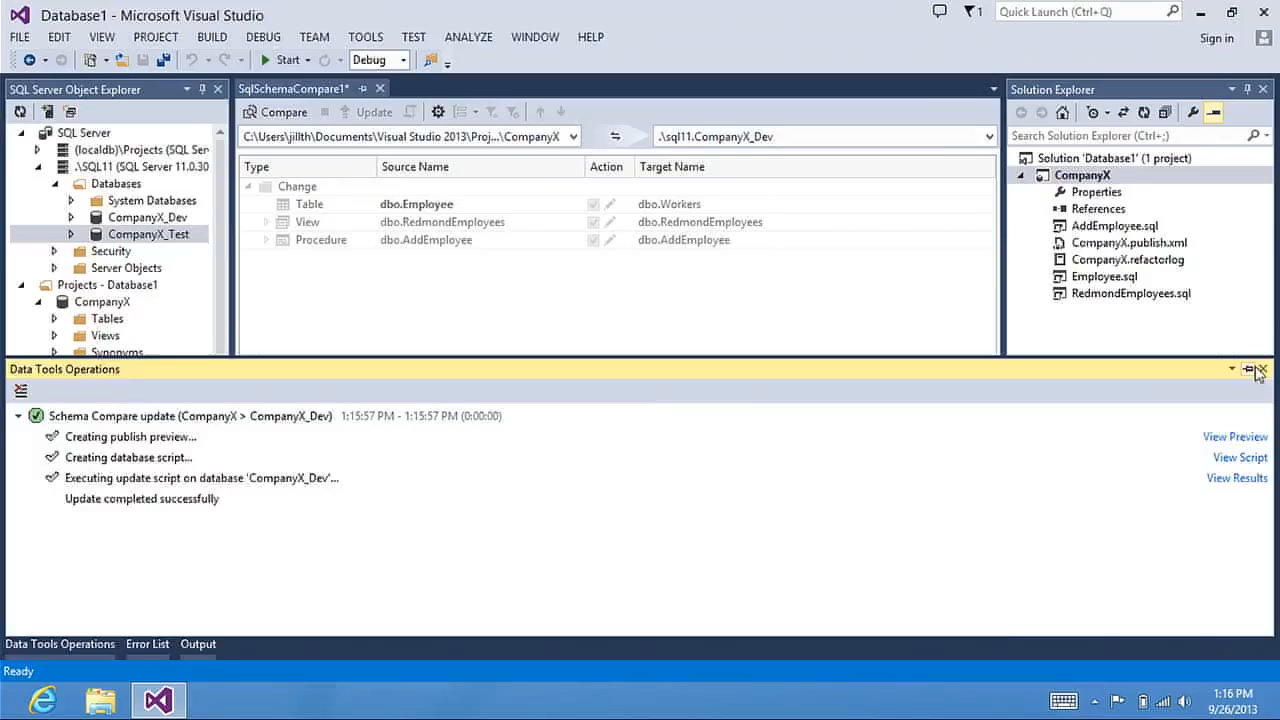 Database1 - Microsoft Visual Studio
1
Quick Launch (Ctrl+Q)
FILE EDIT VIEW PROJECT BUILD DEBUG TEAM TOOLS TEST ANALYZE WINDOW HELP
Sign in
Start
Debug
SQL Server Object Explorer
SQL Server
(localdb)\Projects (SQL Ser
.\SQL11 (SQL Server 11.0.30
Databases
System Databases
CompanyX_Dev
CompanyX_Test
Security
Server Objects
Projects - Database1
CompanyX
Tables
Views
Synonyms
SqlSchemaCompare1*
Compare
Update
C:\Users\jillth\Documents\Visual Studio 2013\Proj...\CompanyX
.\sql11.CompanyX_Dev
Type Source Name Action Target Name
Change
Table dbo.Employee dbo.Workers
View dbo.RedmondEmployees dbo.RedmondEmployees
Procedure dbo.AddEmployee dbo.AddEmployee
Solution Explorer
Search Solution Explorer (Ctrl+;)
Solution 'Database1' (1 project)
CompanyX
Properties
References
AddEmployee.sql
CompanyX.publish.xml
CompanyX.refactorlog
Employee.sql
RedmondEmployees.sql
Data Tools Operations
Schema Compare update (CompanyX > CompanyX_Dev) 1:15:57 PM - 1:15:57 PM (0:00:00)
Creating publish preview... View Preview
Creating database script... View Script
Executing update script on database 'CompanyX_Dev'... View Results
Update completed successfully
Data Tools Operations Error List Output
Ready
1:16 PM
9/26/2013